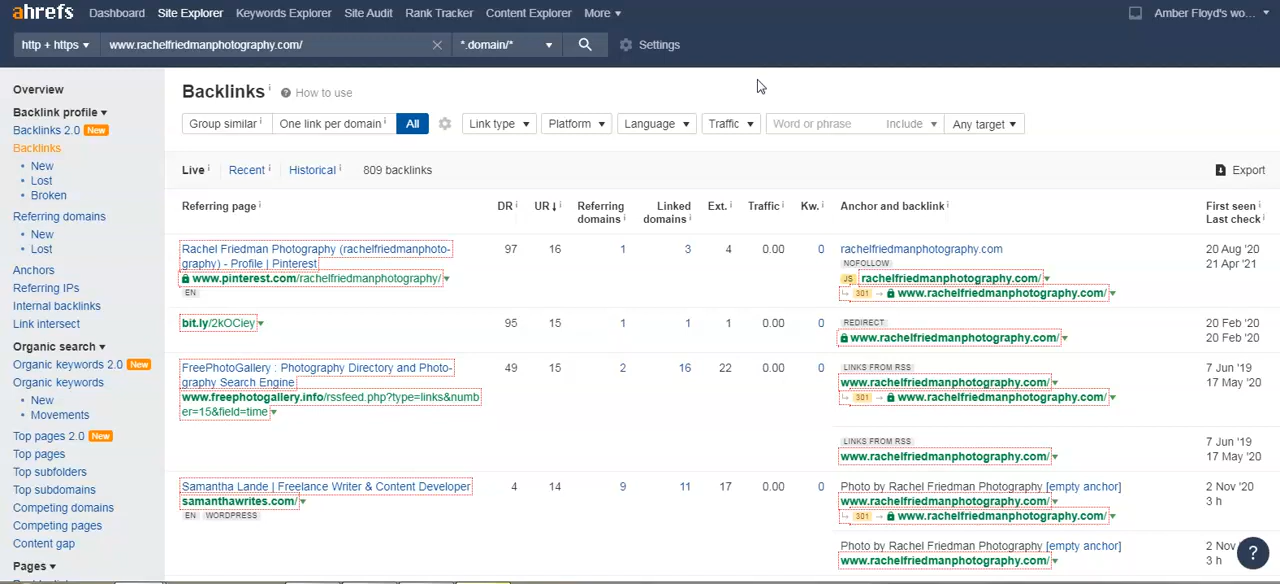 ahrefs Dashboard Site Explorer Keywords Explorer Site Audit Rank Tracker Content Explorer More Amber Floyd's wo...
http + https www.rachelfriedmanphotography.com/ *.domain/* Settings
Overview
Backlink profile
Backlinks 2.0 New
Backlinks
New
Lost
Broken
Referring domains
New
Lost
Anchors
Referring IPs
Internal backlinks
Link intersect
Organic search
Organic keywords 2.0 New
Organic keywords
New
Movements
Top pages 2.0 New
Top pages
Top subfolders
Top subdomains
Competing domains
Competing pages
Content gap
Pages
Backlinks i ? How to use
Group similar i One link per domain i All Link type Platform Language Traffic Word or phrase Include Any target
Live i Recent i Historical i 809 backlinks Export
Referring page i DR i UR ↓ i Referring domains i Linked domains i Ext. i Traffic i Kw. i Anchor and backlink i First seen i
Last check i
Rachel Friedman Photography (rachelfriedmanphoto- 97 16 1 3 4 0.00 0 rachelfriedmanphotography.com 20 Aug '20
graphy) - Profile | Pinterest NOFOLLOW 21 Apr '21
www.pinterest.com/rachelfriedmanphotography/ JS rachelfriedmanphotography.com/
EN 301 → www.rachelfriedmanphotography.com/
bit.ly/2kOCiey 95 15 1 1 1 0.00 0 REDIRECT 20 Feb '20
www.rachelfriedmanphotography.com/ 20 Feb '20
FreePhotoGallery : Photography Directory and Photo- 49 15 2 16 22 0.00 0 LINKS FROM RSS 7 Jun '19
graphy Search Engine www.rachelfriedmanphotography.com/ 17 May '20
www.freephotogallery.info/rssfeed.php?type=links&numb 301 → www.rachelfriedmanphotography.com/
er=15&field=time
LINKS FROM RSS 7 Jun '19
www.rachelfriedmanphotography.com/ 17 May '20
Samantha Lande | Freelance Writer & Content Developer 4 14 9 11 17 0.00 0 Photo by Rachel Friedman Photography [empty anchor] 2 Nov '20
samanthawrites.com/ www.rachelfriedmanphotography.com/ 3 h
EN WORDPRESS 301 → www.rachelfriedmanphotography.com/
Photo by Rachel Friedman Photography [empty anchor] 2 Nov
www.rachelfriedmanphotography.com/ 3 h
?